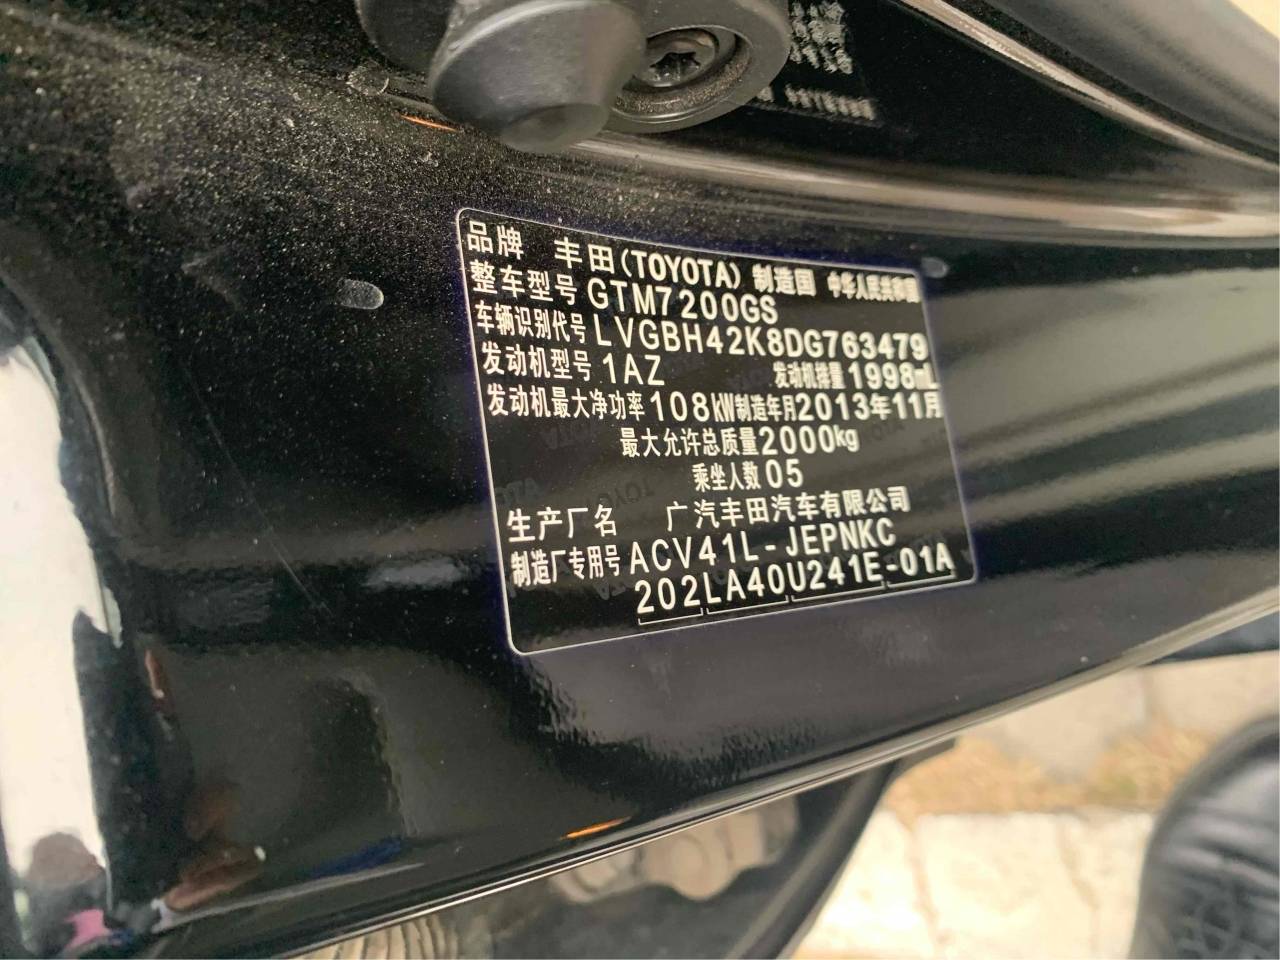 品牌 丰田(TOYOTA) 制造国 中华人民共和国
整车型号 GTM7200GS
车辆识别代号 LVGBH42K8DG763479
发动机型号 1AZ 发动机排量 1998mL
发动机最大净功率 108kW 制造年月 2013年11月
最大允许总质量 2000kg
乘坐人数 05
生产厂名 广汽丰田汽车有限公司
制造厂专用号 ACV41L-JEPNKC
202LA40U241E-01A